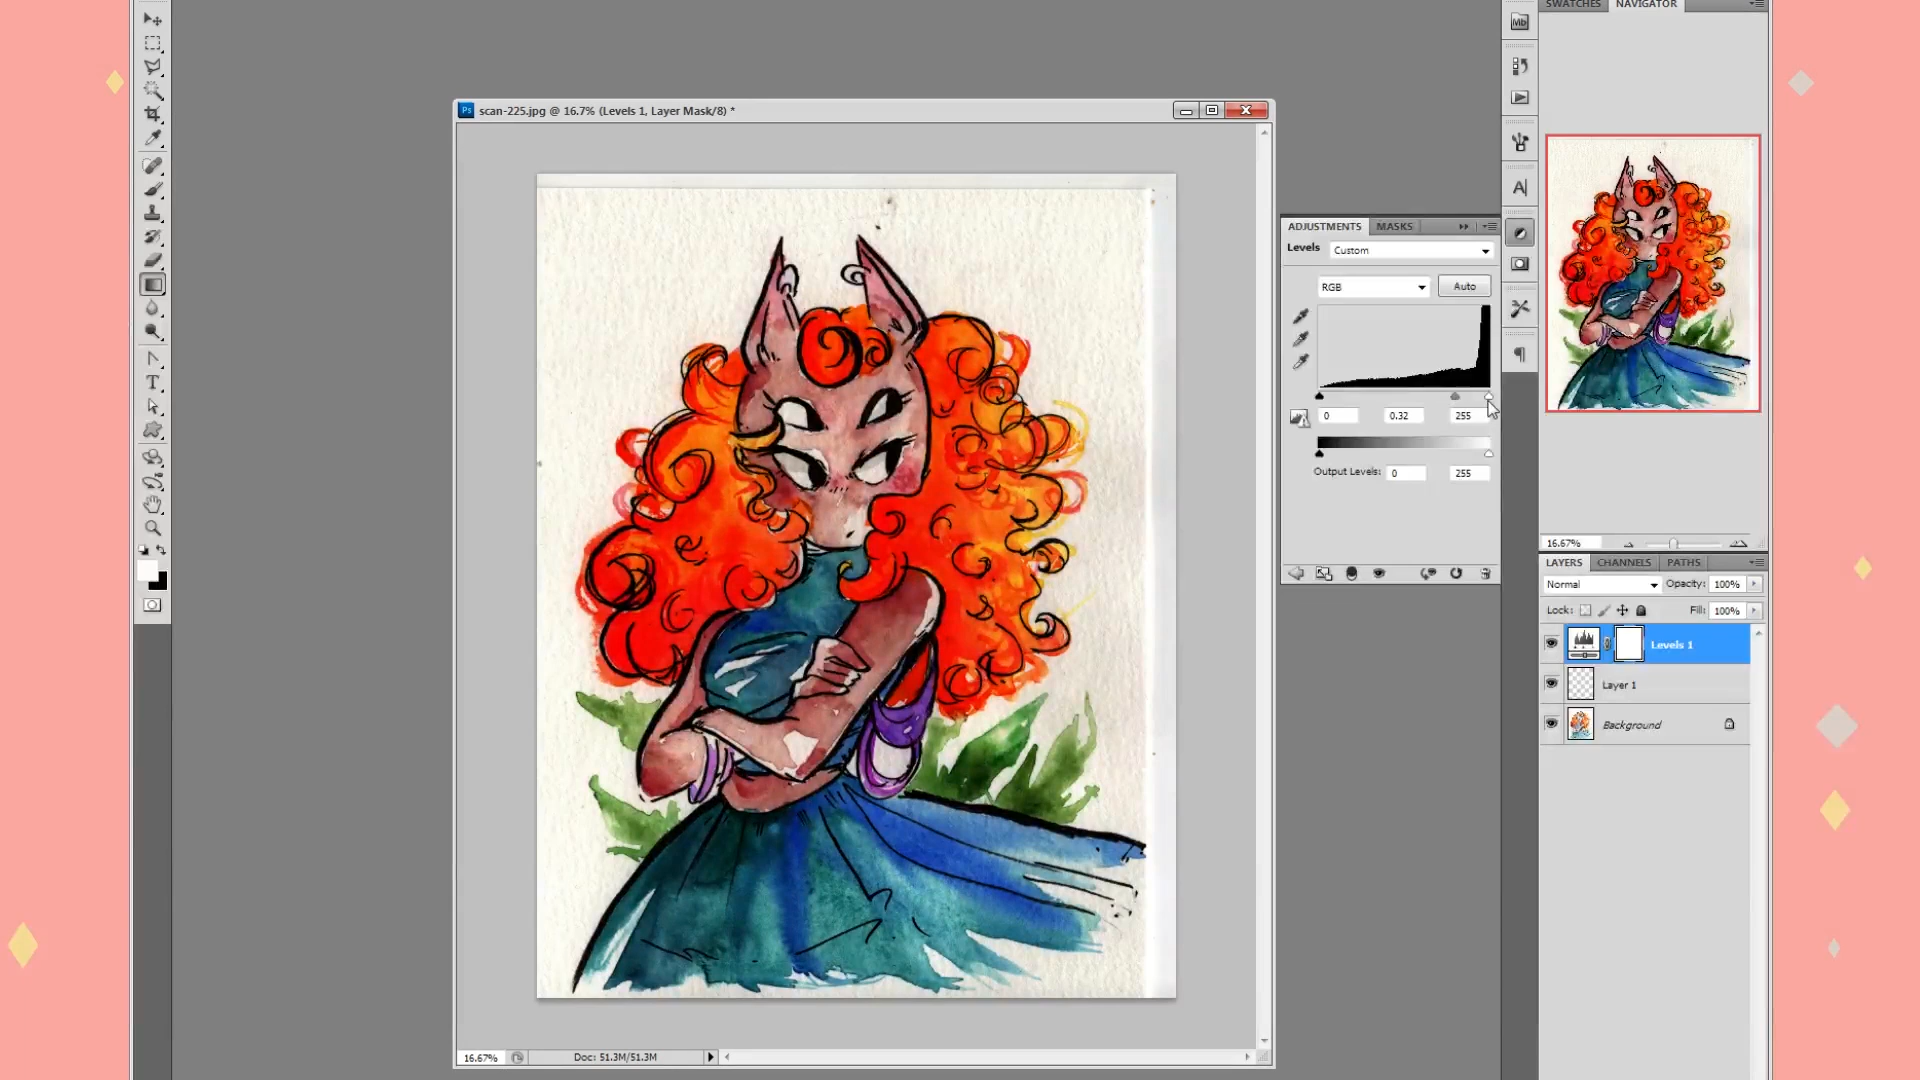 SWATCHES NAVIGATOR
Mb
Ps scan-225.jpg @ 16.7% (Levels 1, Layer Mask/8) *
A
ADJUSTMENTS MASKS
Levels Custom
RGB Auto
0 0.32 255
Output Levels: 0 255
¶
T
16.67%
LAYERS CHANNELS PATHS
Normal Opacity: 100%
Lock: Fill: 100%
Levels 1
Layer 1
Background
16.67% Doc: 51.3M/51.3M